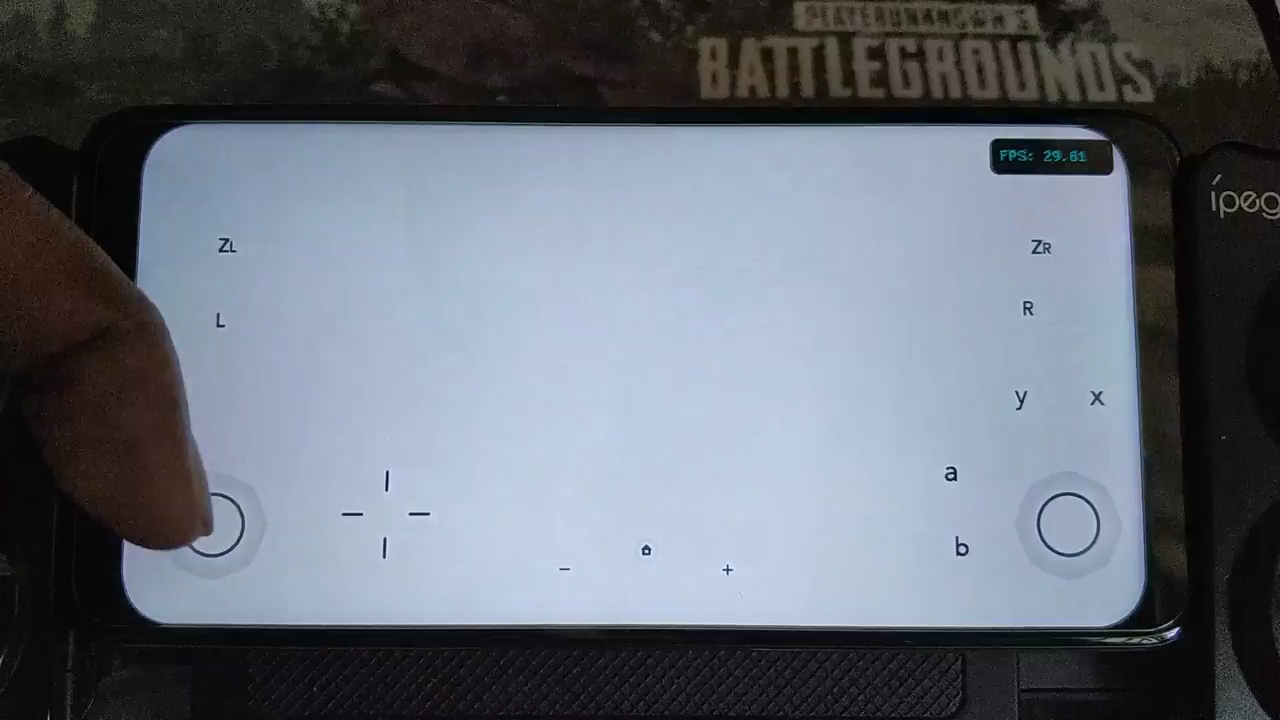 PLAYERUNKNOWN'S
BATTLEGROUNDS
FPS: 29.81
ípeg
ZL
ZR
L
R
y
x
a
b
-
+